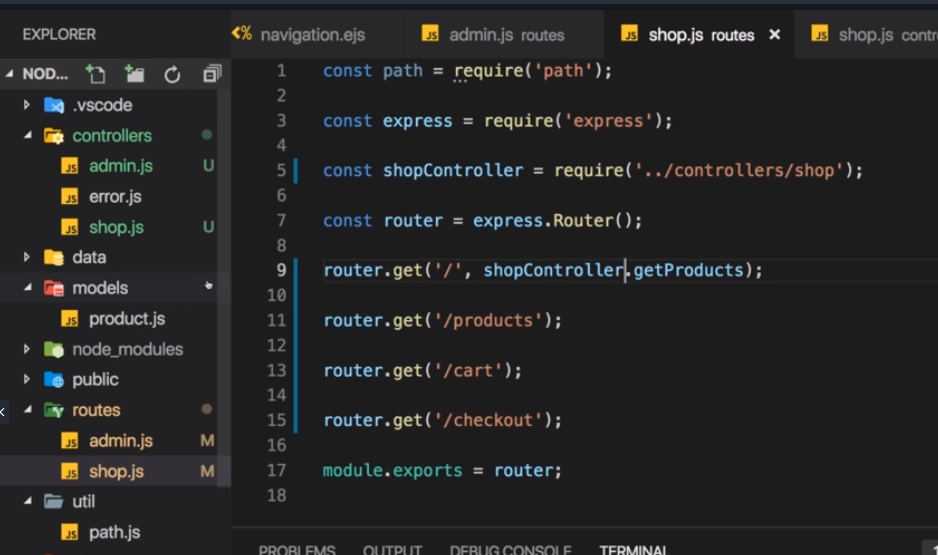 EXPLORER
<% navigation.ejs
JS admin.js routes
JS shop.js routes ×
JS shop.js contr
NOD...
.vscode
controllers
JS admin.js U
JS error.js
JS shop.js U
data
models
JS product.js
node_modules
public
routes
JS admin.js M
JS shop.js M
util
JS path.js
1 const path = require('path');
2
3 const express = require('express');
4
5 const shopController = require('../controllers/shop');
6
7 const router = express.Router();
8
9 router.get('/', shopController.getProducts);
10
11 router.get('/products');
12
13 router.get('/cart');
14
15 router.get('/checkout');
16
17 module.exports = router;
18
PROBLEMS OUTPUT DEBUG CONSOLE TERMINAL